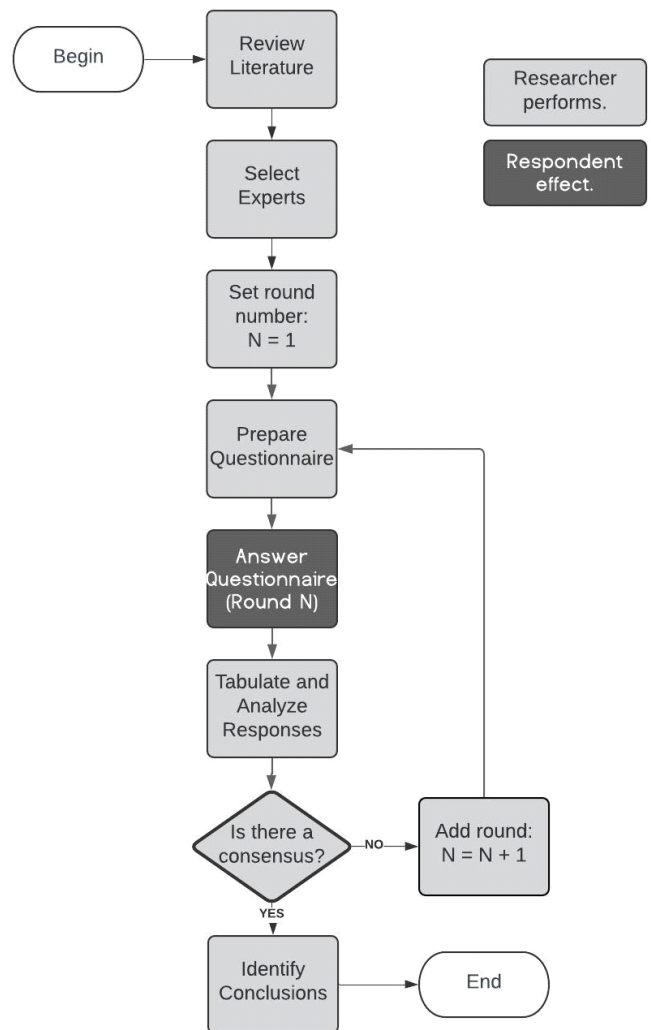 Begin
Review
Literature
Researcher
performs.
Respondent
effect.
Select
Experts
Set round
number:
N = 1
Prepare
Questionnaire
Answer
Questionnaire
(Round N)
Tabulate and
Analyze
Responses
Is there a
consensus?
NO
Add round:
N = N + 1
YES
Identify
Conclusions
End